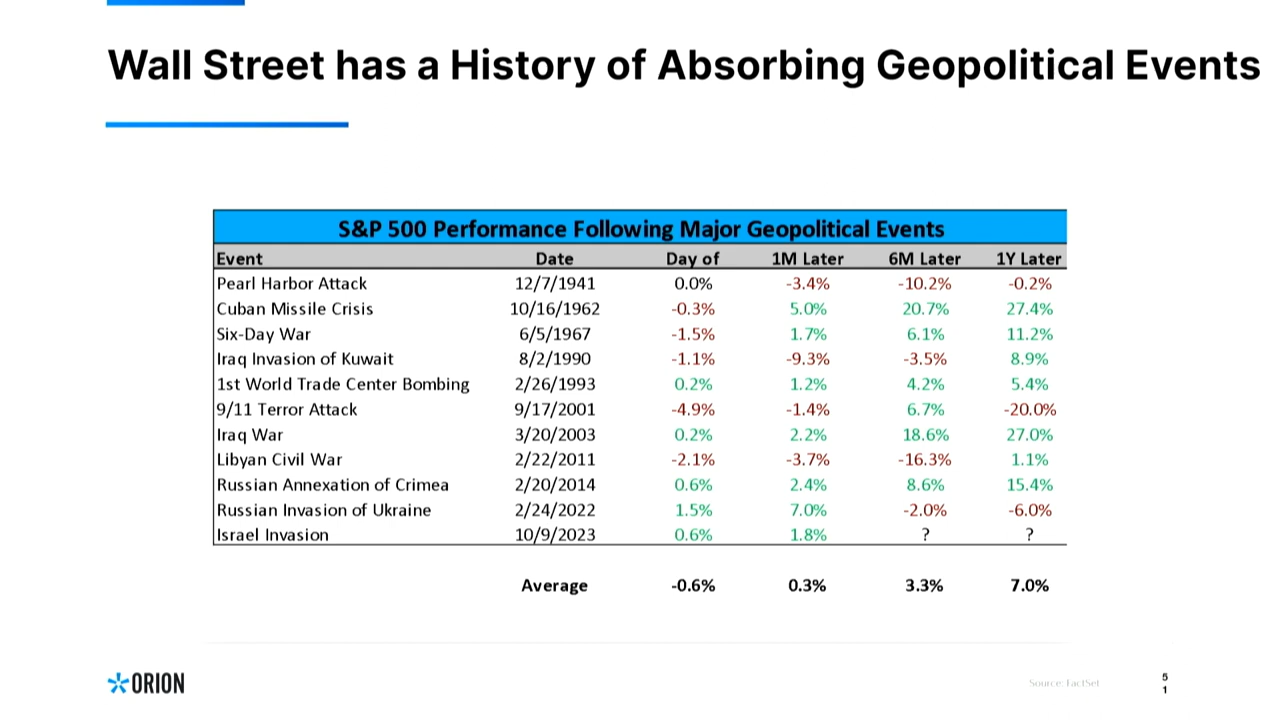 Wall Street has a History of Absorbing Geopolitical Events
S&P 500 Performance Following Major Geopolitical Events
Event Date Day of 1M Later 6M Later 1Y Later
Pearl Harbor Attack 12/7/1941 0.0% -3.4% -10.2% -0.2%
Cuban Missile Crisis 10/16/1962 -0.3% 5.0% 20.7% 27.4%
Six-Day War 6/5/1967 -1.5% 1.7% 6.1% 11.2%
Iraq Invasion of Kuwait 8/2/1990 -1.1% -9.3% -3.5% 8.9%
1st World Trade Center Bombing 2/26/1993 0.2% 1.2% 4.2% 5.4%
9/11 Terror Attack 9/17/2001 -4.9% -1.4% 6.7% -20.0%
Iraq War 3/20/2003 0.2% 2.2% 18.6% 27.0%
Libyan Civil War 2/22/2011 -2.1% -3.7% -16.3% 1.1%
Russian Annexation of Crimea 2/20/2014 0.6% 2.4% 8.6% 15.4%
Russian Invasion of Ukraine 2/24/2022 1.5% 7.0% -2.0% -6.0%
Israel Invasion 10/9/2023 0.6% 1.8% ? ?
Average -0.6% 0.3% 3.3% 7.0%
ORION
Source: FactSet
5
1